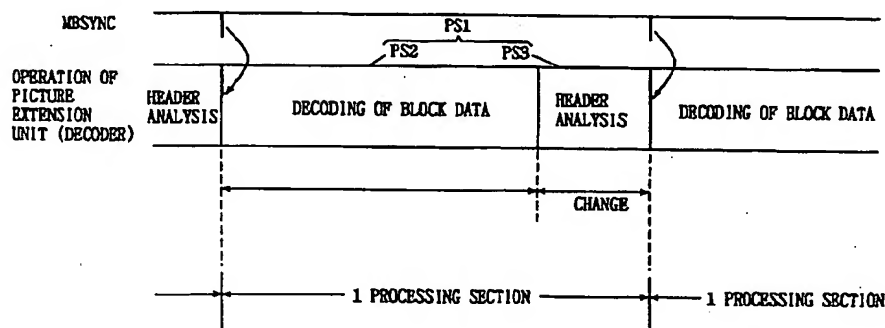 MBSYNC
PS1
PS2 PS3
OPERATION OF
PICTURE
EXTENSION
UNIT (DECODER)
HEADER
ANALYSIS
DECODING OF BLOCK DATA
HEADER
ANALYSIS
DECODING OF BLOCK DATA
CHANGE
1 PROCESSING SECTION
1 PROCESSING SECTION